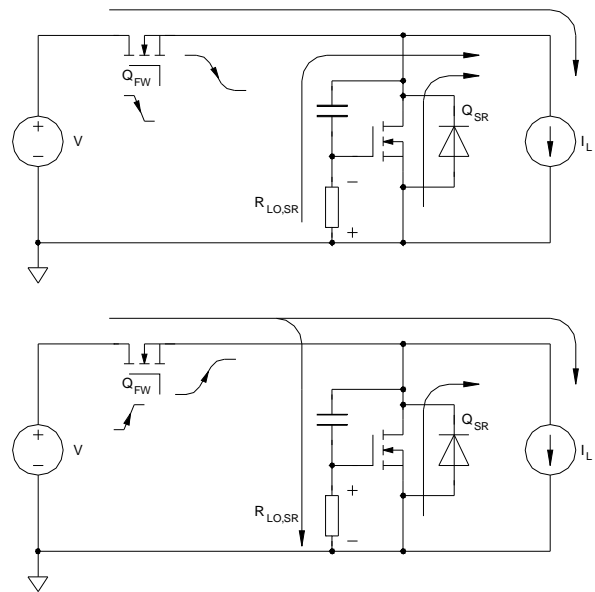 Q_FW
+
−
V
Q_SR
−
R_LO,SR
+
I_L
Q_FW
+
−
V
Q_SR
+
R_LO,SR
−
I_L